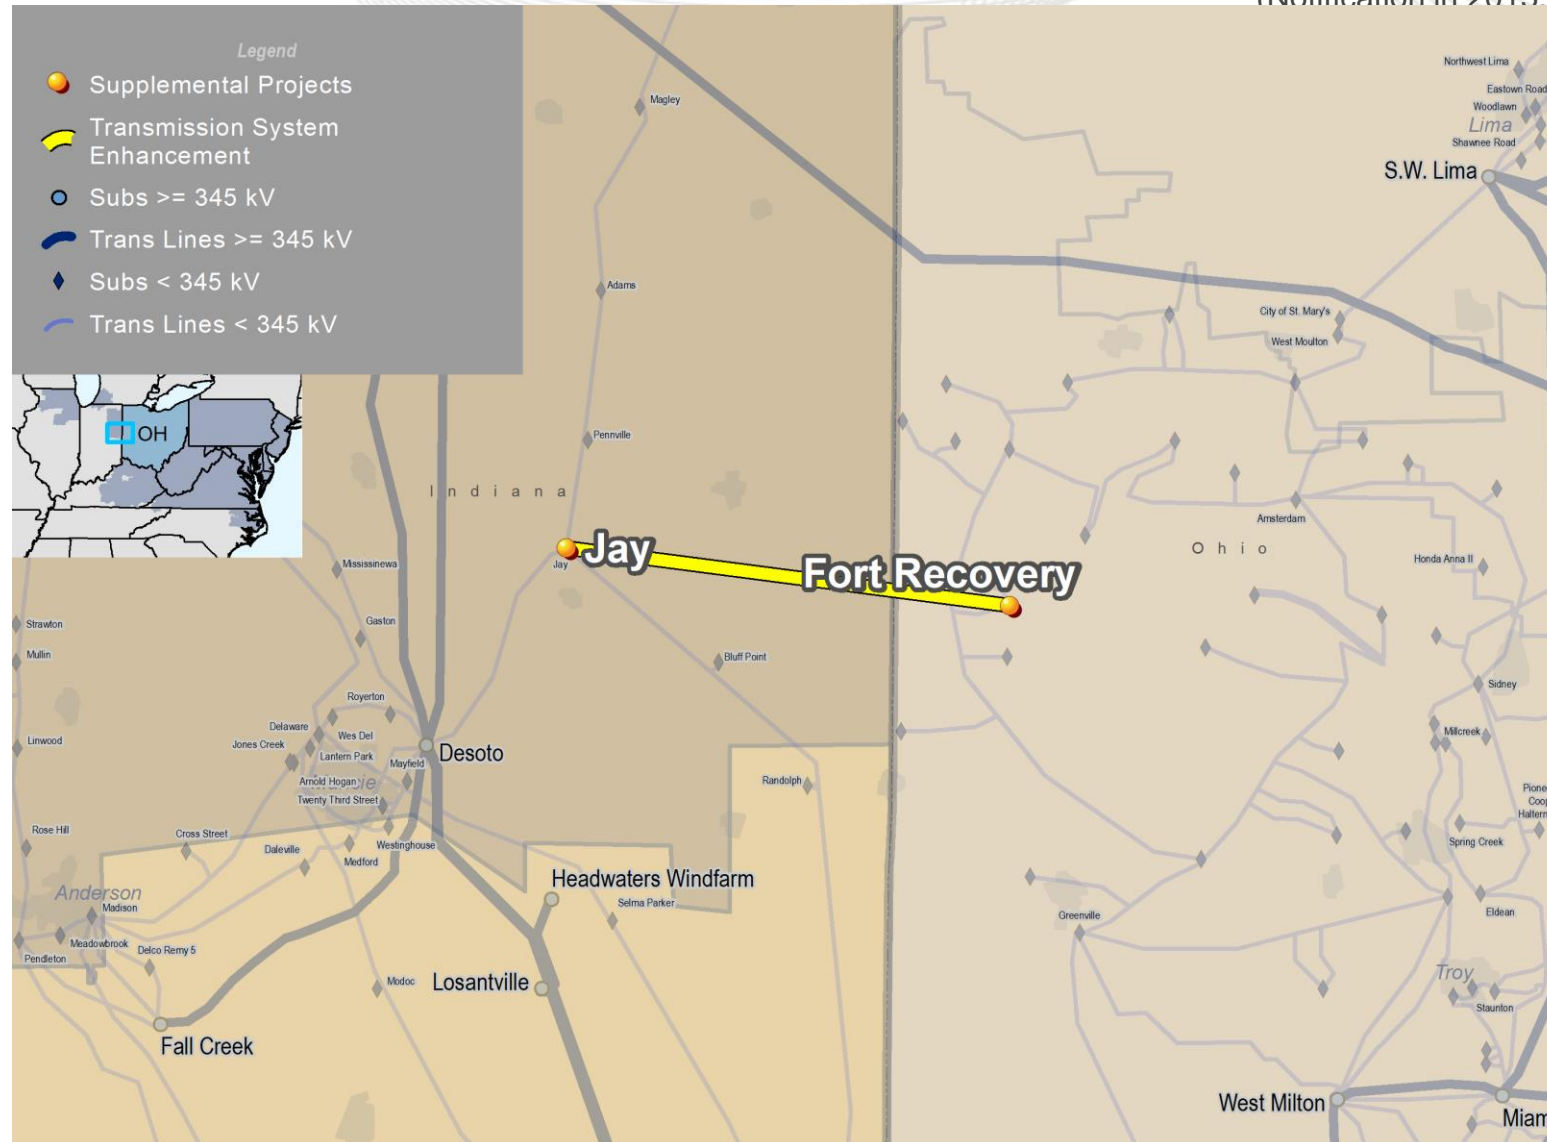 Legend
Supplemental Projects
Transmission System
Enhancement
Subs >= 345 kV
Trans Lines >= 345 kV
Subs < 345 kV
Trans Lines < 345 kV
OH
Magley
Northwest Lima
Eastown Road
Woodlawn
Lima
Shawnee Road
S.W. Lima
Adams
City of St. Mary's
West Moulton
Pennville
Indiana
Amsterdam
Ohio
Honda Anna II
Jay
Jay
Fort Recovery
Mississinewa
Strawton
Gaston
Mullin
Bluff Point
Sidney
Royerton
Delaware
Wes Del
Linwood
Jones Creek
Lantern Park
Desoto
Mayfield
Millcreek
Arnold Hogan
Randolph
Twenty Third Street
Rose Hill
Cross Street
Daleville
Westinghouse
Medford
Spring Creek
Headwaters Windfarm
Anderson
Madison
Selma Parker
Greenville
Eldean
Meadowbrook
Delco Remy 5
Pendleton
Modoc
Losantville
Troy
Staunton
Fall Creek
West Milton